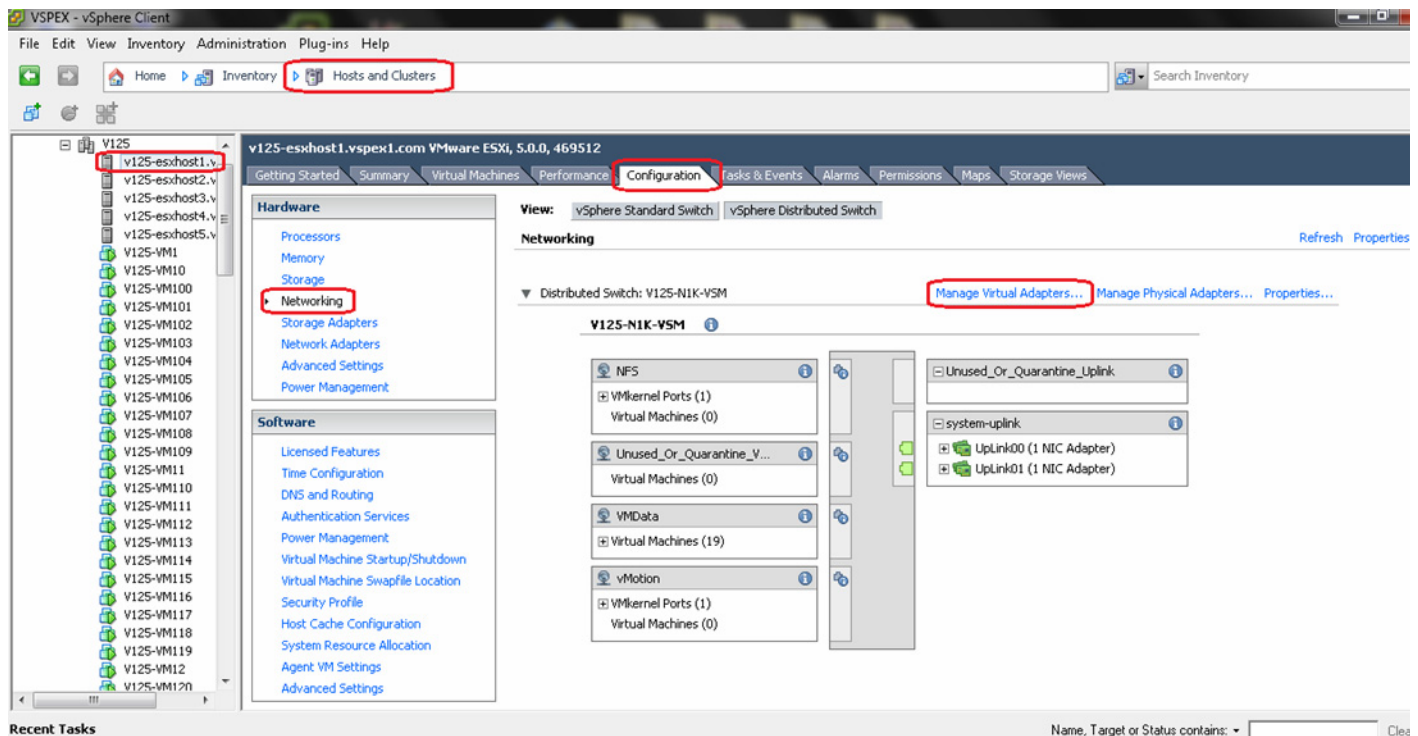 VSPEX - vSphere Client
File Edit View Inventory Administration Plug-ins Help
Home Inventory Hosts and Clusters
Search Inventory
V125
v125-esxhost1.v
v125-esxhost2.v
v125-esxhost3.v
v125-esxhost4.v
v125-esxhost5.v
V125-VM1
V125-VM10
V125-VM100
V125-VM101
V125-VM102
V125-VM103
V125-VM104
V125-VM105
V125-VM106
V125-VM107
V125-VM108
V125-VM109
V125-VM11
V125-VM110
V125-VM111
V125-VM112
V125-VM113
V125-VM114
V125-VM115
V125-VM116
V125-VM117
V125-VM118
V125-VM119
V125-VM12
V125-VM120
v125-esxhost1.vspex1.com VMware ESXi, 5.0.0, 469512
Getting Started Summary Virtual Machines Performance Configuration Tasks & Events Alarms Permissions Maps Storage Views
Hardware
Processors
Memory
Storage
Networking
Storage Adapters
Network Adapters
Advanced Settings
Power Management
Software
Licensed Features
Time Configuration
DNS and Routing
Authentication Services
Power Management
Virtual Machine Startup/Shutdown
Virtual Machine Swapfile Location
Security Profile
Host Cache Configuration
System Resource Allocation
Agent VM Settings
Advanced Settings
View: vSphere Standard Switch vSphere Distributed Switch
Networking
Refresh Properties
Distributed Switch: V125-N1K-VSM
Manage Virtual Adapters... Manage Physical Adapters... Properties...
V125-N1K-VSM
NFS
VMkernel Ports (1)
Virtual Machines (0)
Unused_Or_Quarantine_V...
Virtual Machines (0)
VMData
Virtual Machines (19)
vMotion
VMkernel Ports (1)
Virtual Machines (0)
Unused_Or_Quarantine_Uplink
system-uplink
UpLink00 (1 NIC Adapter)
UpLink01 (1 NIC Adapter)
Recent Tasks
Name, Target or Status contains:
Clea